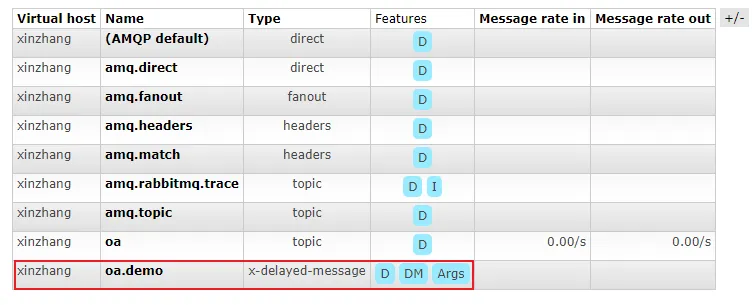 Virtual host Name Type Features Message rate in Message rate out +/-
xinzhang (AMQP default) direct D
xinzhang amq.direct direct D
xinzhang amq.fanout fanout D
xinzhang amq.headers headers D
xinzhang amq.match headers D
xinzhang amq.rabbitmq.trace topic D I
xinzhang amq.topic topic D
xinzhang oa topic D 0.00/s 0.00/s
xinzhang oa.demo x-delayed-message D DM Args